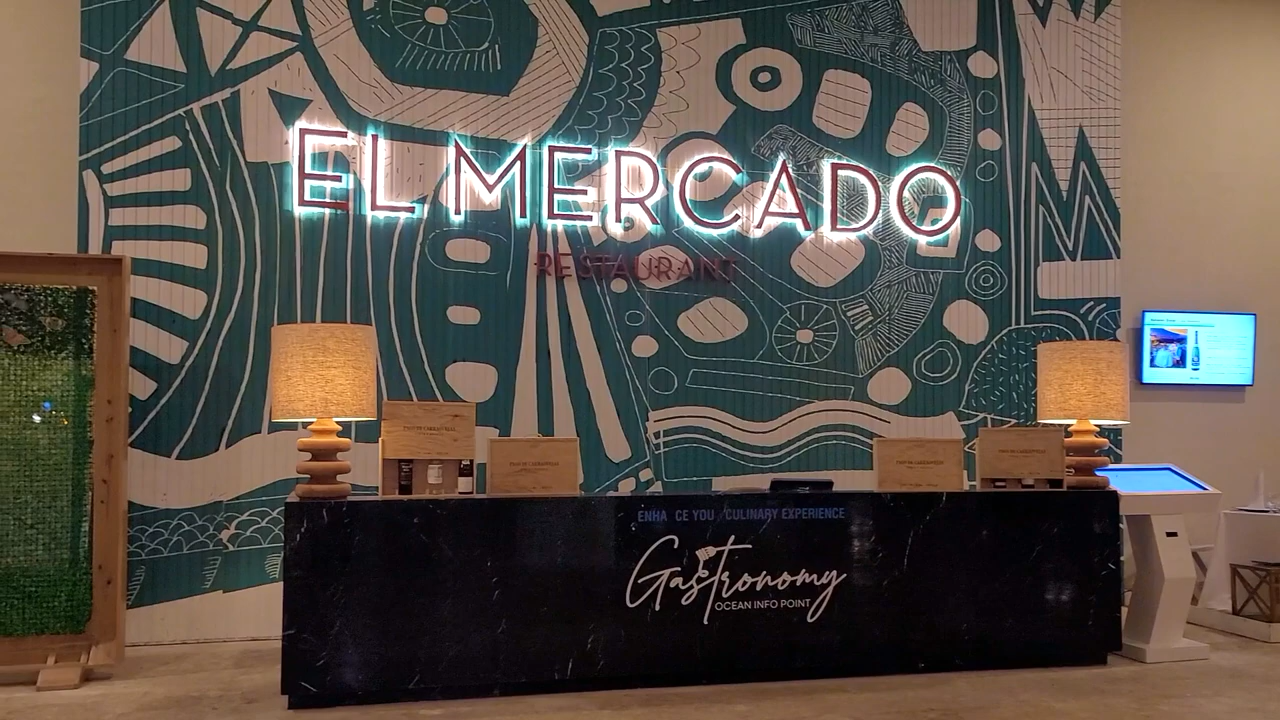 EL MERCADO
RESTAURANT
ENHA CE YOU CULINARY EXPERIENCE
Gastronomy
OCEAN INFO POINT